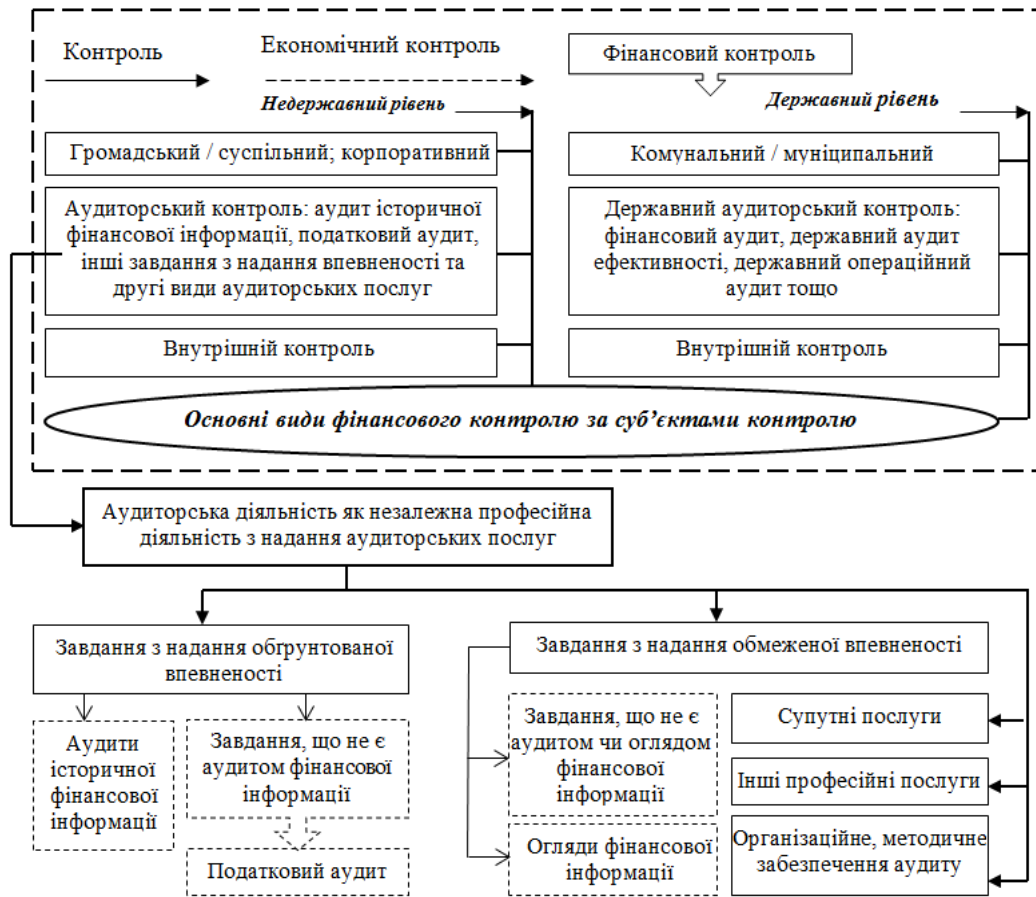 Контроль
Економічний контроль
Фінансовий контроль
Недержавний рівень
Державний рівень
Громадський / суспільний; корпоративний
Комунальний / муніципальний
Аудиторський контроль: аудит історичної
фінансової інформації, податковий аудит,
інші завдання з надання впевненості та
другі види аудиторських послуг
Державний аудиторський контроль:
фінансовий аудит, державний аудит
ефективності, державний операційний
аудит тощо
Внутрішній контроль
Внутрішній контроль
Основні види фінансового контролю за суб’єктами контролю
Аудиторська діяльність як незалежна професійна
діяльність з надання аудиторських послуг
Завдання з надання обґрунтованої
впевненості
Завдання з надання обмеженої впевненості
Аудити
історичної
фінансової
інформації
Завдання, що не є
аудитом фінансової
інформації
Податковий аудит
Завдання, що не є
аудитом чи оглядом
фінансової
інформації
Огляди фінансової
інформації
Супутні послуги
Інші професійні послуги
Організаційне, методичне
забезпечення аудиту